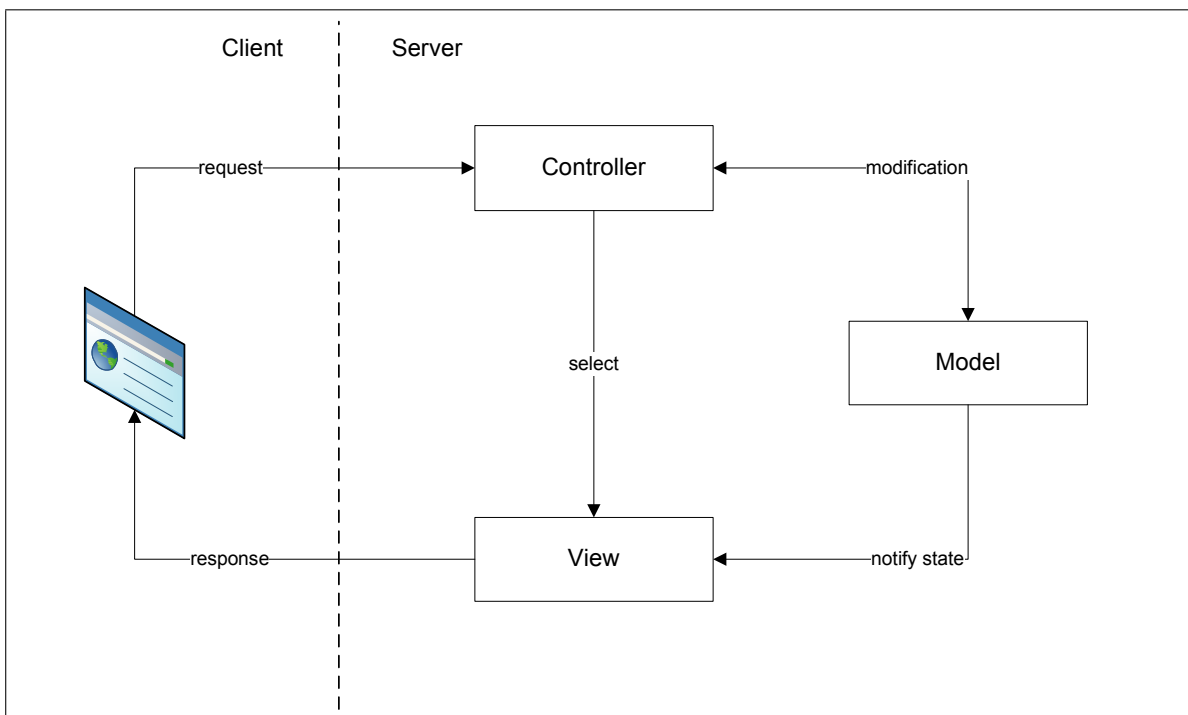 Client
Server
request
Controller
modification
select
Model
response
View
notify state